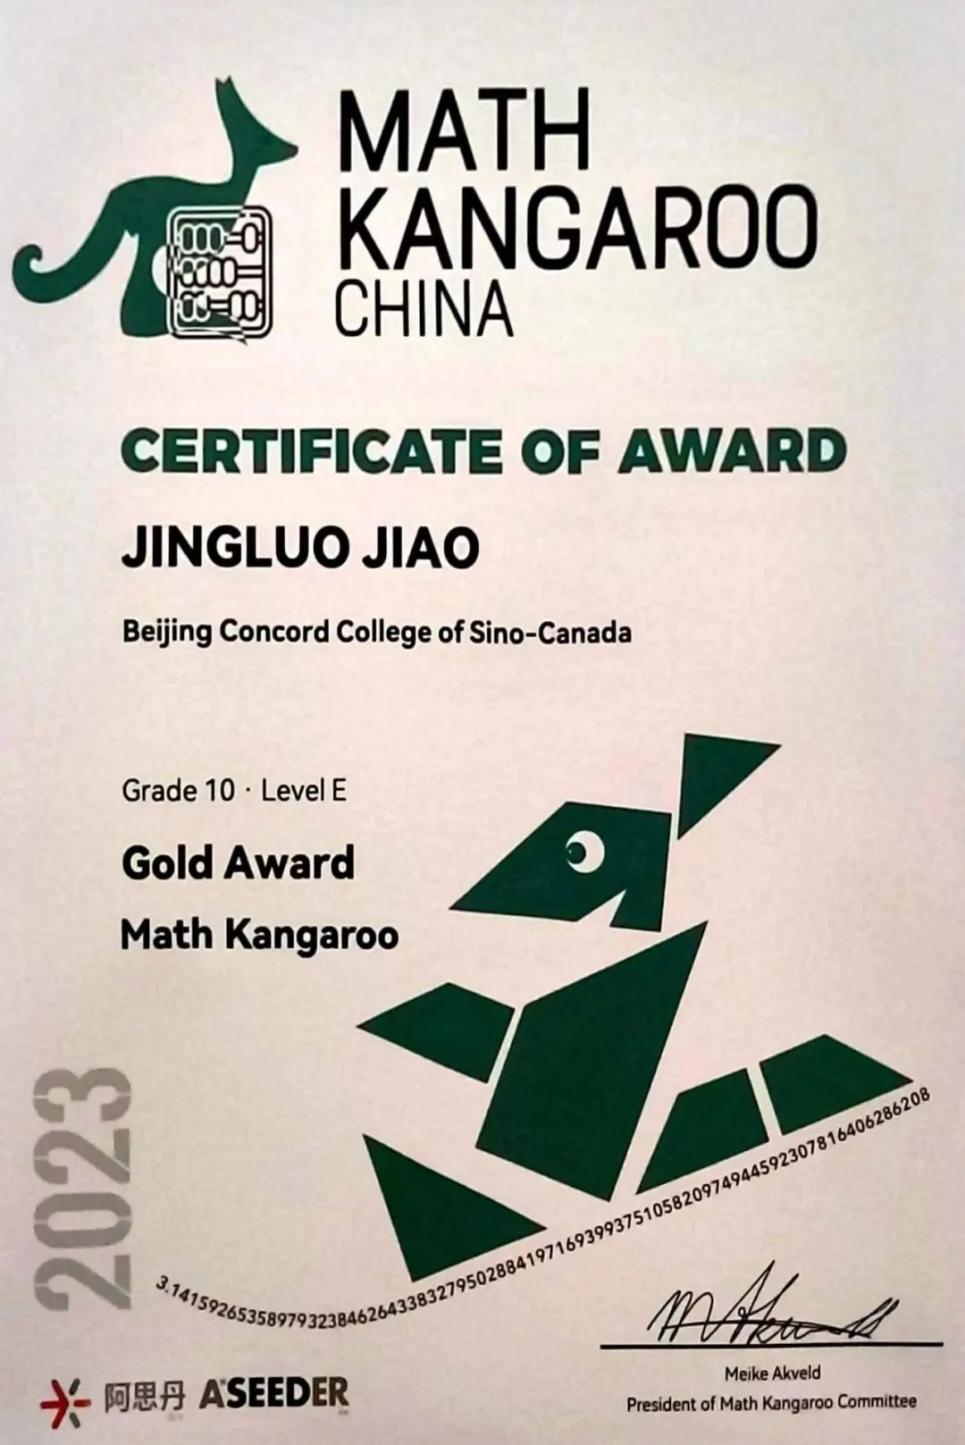 MATH
KANGAROO
CHINA
CERTIFICATE OF AWARD
JINGLUO JIAO
Beijing Concord College of Sino-Canada
Grade 10 · Level E
Gold Award
Math Kangaroo
2023
3.14159265358979323846264338327950288419716939937510582097494459230781640628620​8
Meike Akveld
President of Math Kangaroo Committee
阿思丹 A*SEEDER